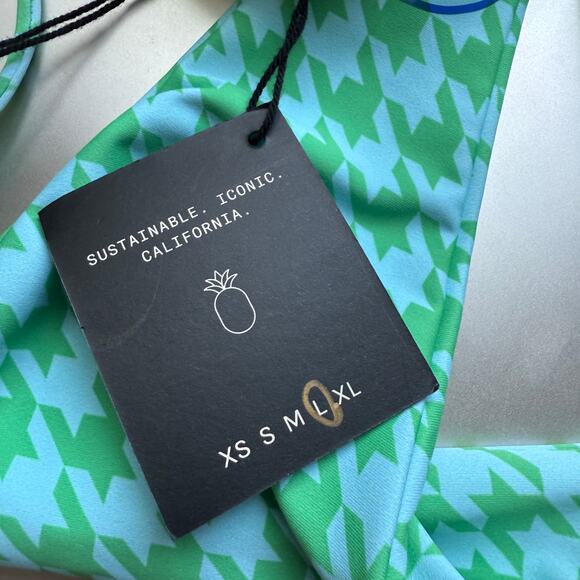 SUSTAINABLE. ICONIC.
CALIFORNIA.
XS S M L XL